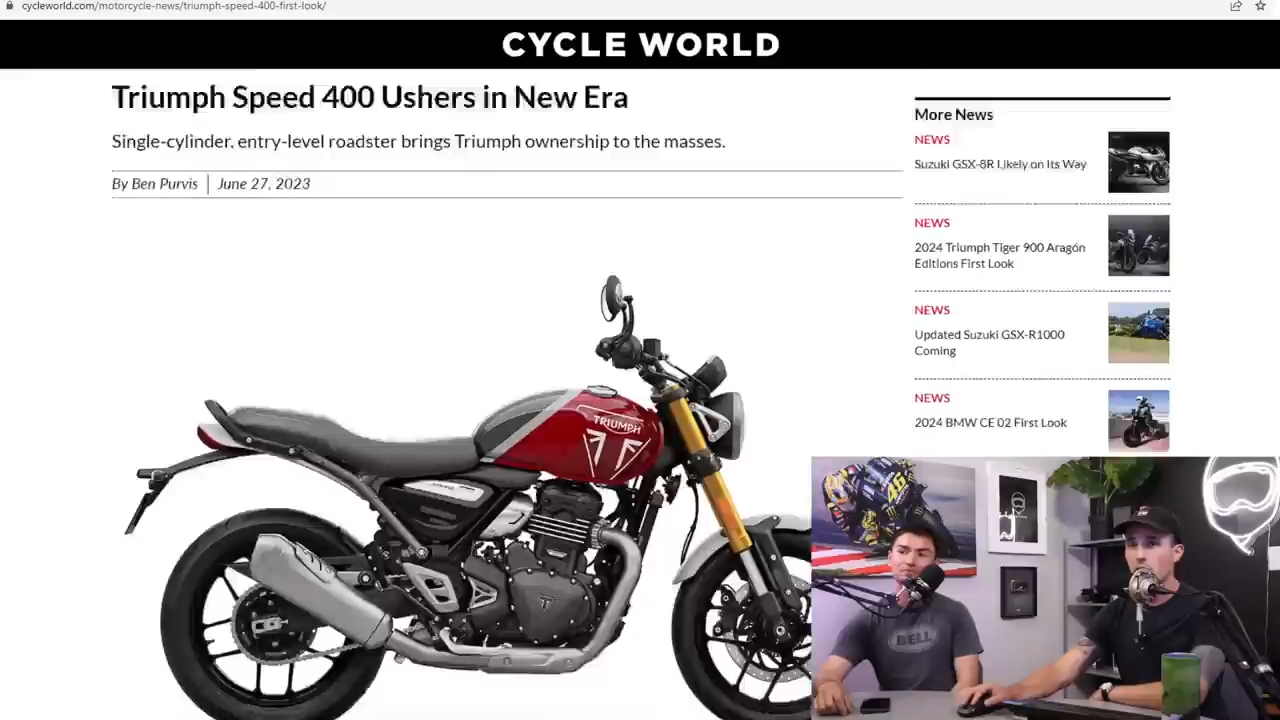 cycleworld.com/motorcycle-news/triumph-speed-400-first-look/
CYCLE WORLD
Triumph Speed 400 Ushers in New Era
Single-cylinder, entry-level roadster brings Triumph ownership to the masses.
By Ben Purvis | June 27, 2023
More News
NEWS
Suzuki GSX-8R Likely on Its Way
NEWS
2024 Triumph Tiger 900 Aragón
Editions First Look
NEWS
Updated Suzuki GSX-R1000
Coming
NEWS
2024 BMW CE 02 First Look
TRIUMPH
46
BELL